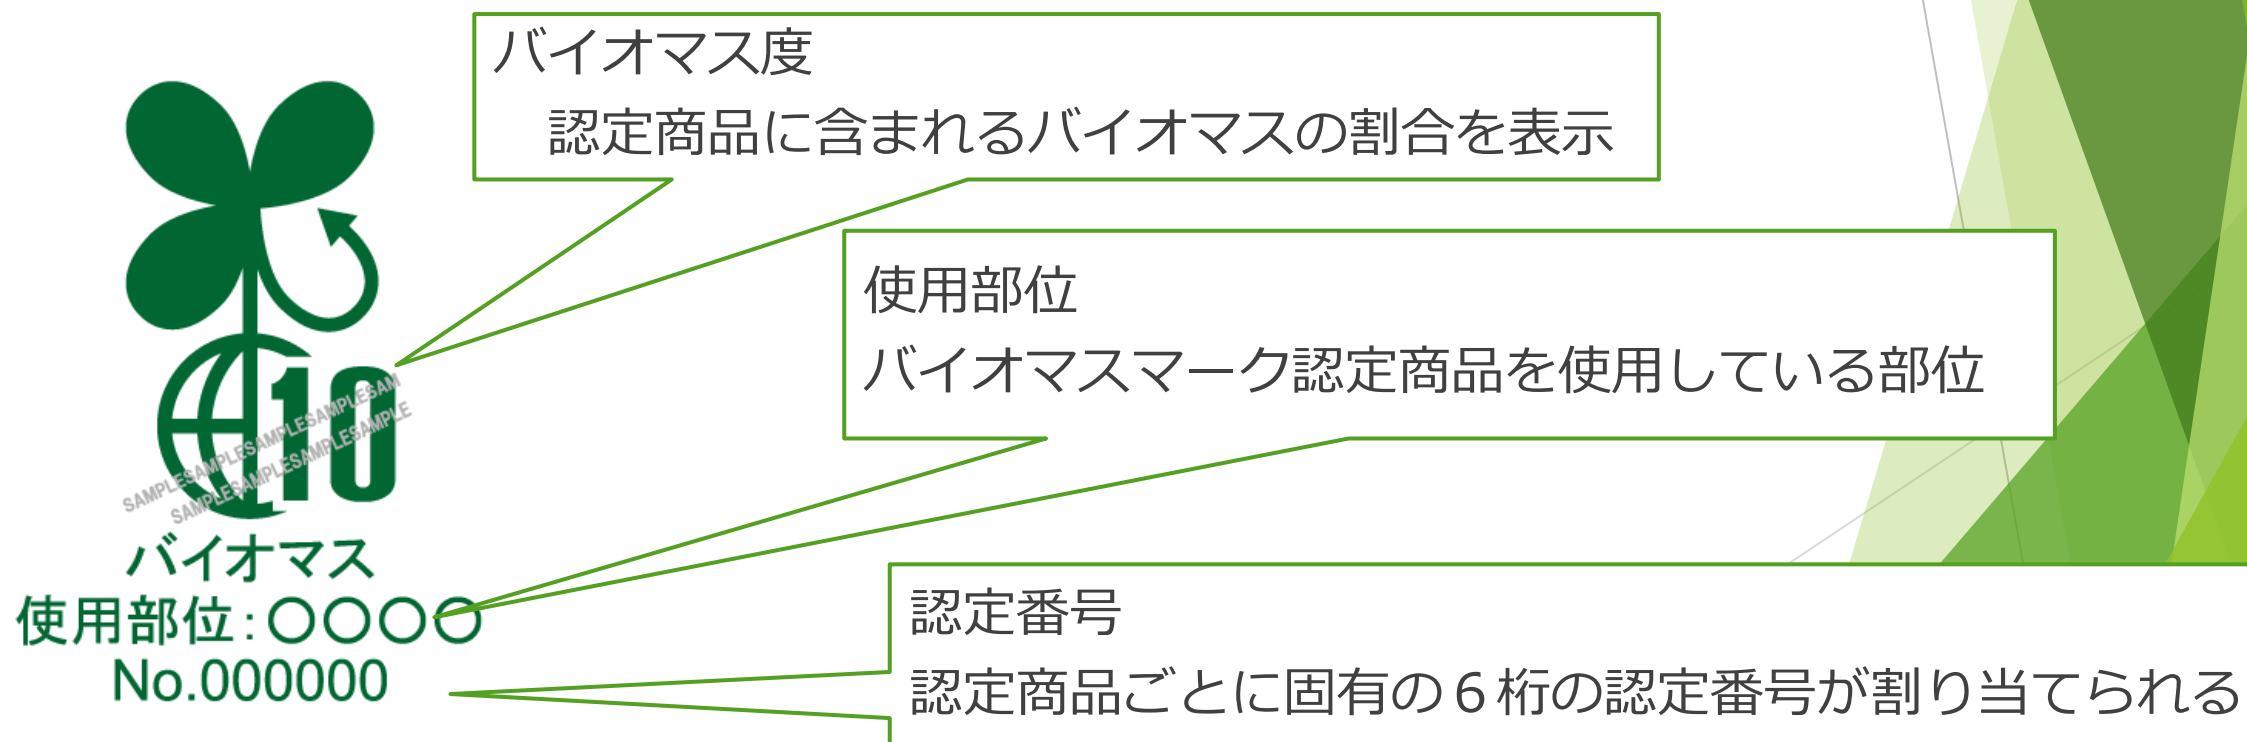 バイオマス度
認定商品に含まれるバイオマスの割合を表示
使用部位
バイオマスマーク認定商品を使用している部位
認定番号
認定商品ごとに固有の６桁の認定番号が割り当てられる
10
SAMPLESAMPLESAMPLESAMPLESAM
SAMPLESAMPLESAMPLESAMPLE
バイオマス
使用部位:〇〇〇〇
No.000000